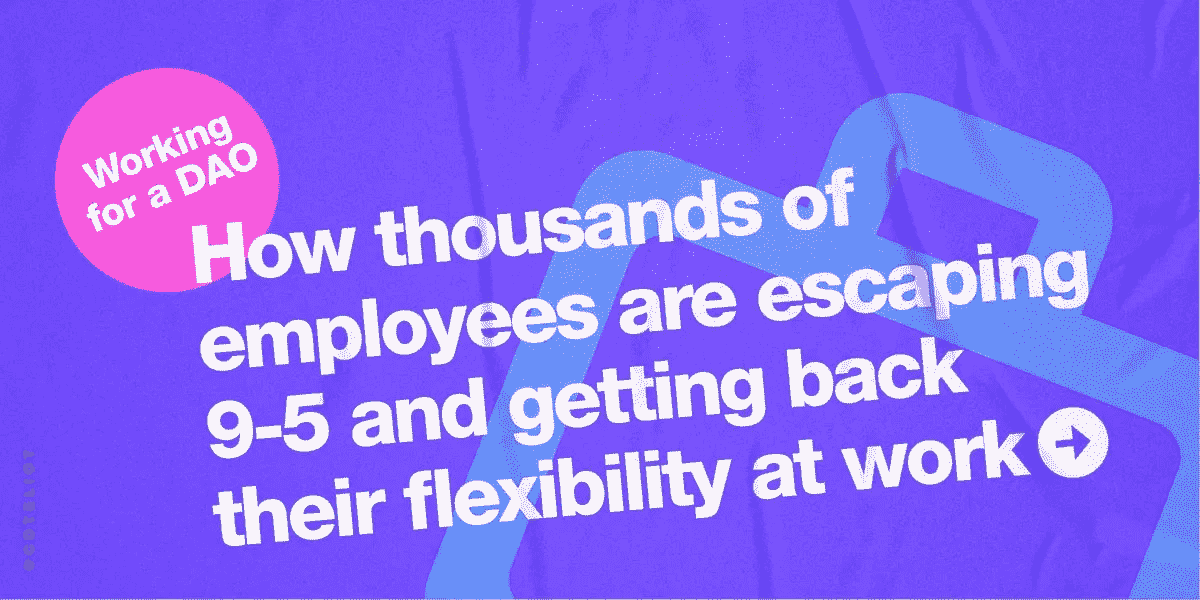 Working
for a DAO
How thousands of
employees are escaping
9-5 and getting back
their flexibility at work